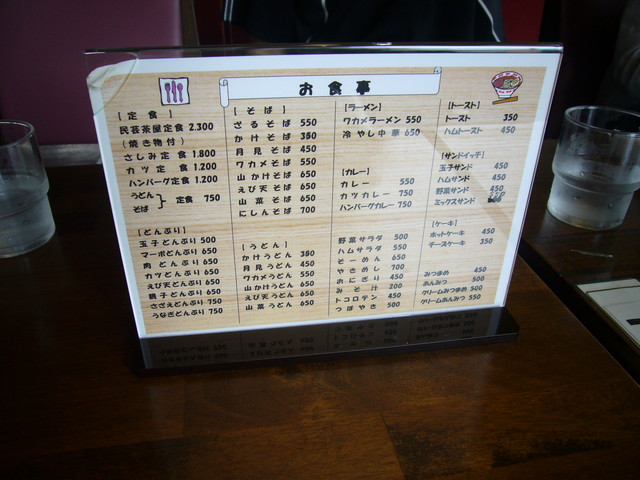 お食事
[定食]
民芸茶屋定食 2.300
(焼き物付)
さしみ定食 1.800
カツ定食 1.200
ハンバーグ定食 1.200
うどん
そば } 定食 750
[どんぶり]
玉子どんぶり 500
マーボどんぶり 650
肉どんぶり 650
カツどんぶり 650
えび天どんぶり 650
親子どんぶり 650
さざえどんぶり 750
うなぎどんぶり 750
[そば]
ざるそば 550
かけそば 380
月見そば 450
ワカメそば 550
山かけそば 650
えび天そば 650
山菜そば 650
にしんそば 700
[うどん]
かけうどん 380
月見うどん 450
ワカメうどん 550
山かけうどん 650
えび天うどん 650
山菜うどん 650
[ラーメン]
ワカメラーメン 550
冷やし中華 650
[カレー]
カレー 550
カツカレー 750
ハンバーグカレー 750
野菜サラダ 500
ハムサラダ 550
そーめん 650
やきめし 700
おにぎり 450
みそ汁 200
トコロテン 450
つぼやき 500
[トースト]
トースト 350
ハムトースト 450
[サンドイッチ]
玉子サンド 450
ハムサンド 450
野菜サンド 450
ミックスサンド 550
[ケーキ]
ホットケーキ 450
チーズケーキ 350
みつまめ 450
あんみつ 500
クリームみつまめ 500
クリームあんみつ 550